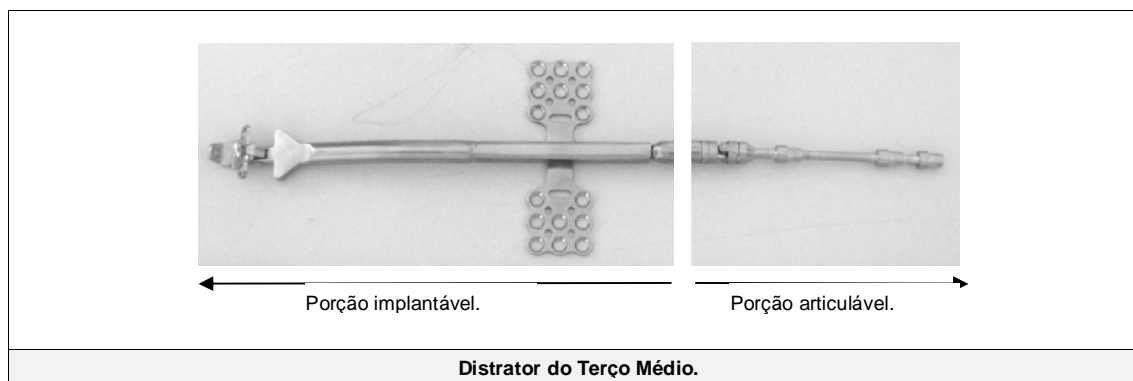 Porção implantável.
Porção articulável.
Distrator do Terço Médio.